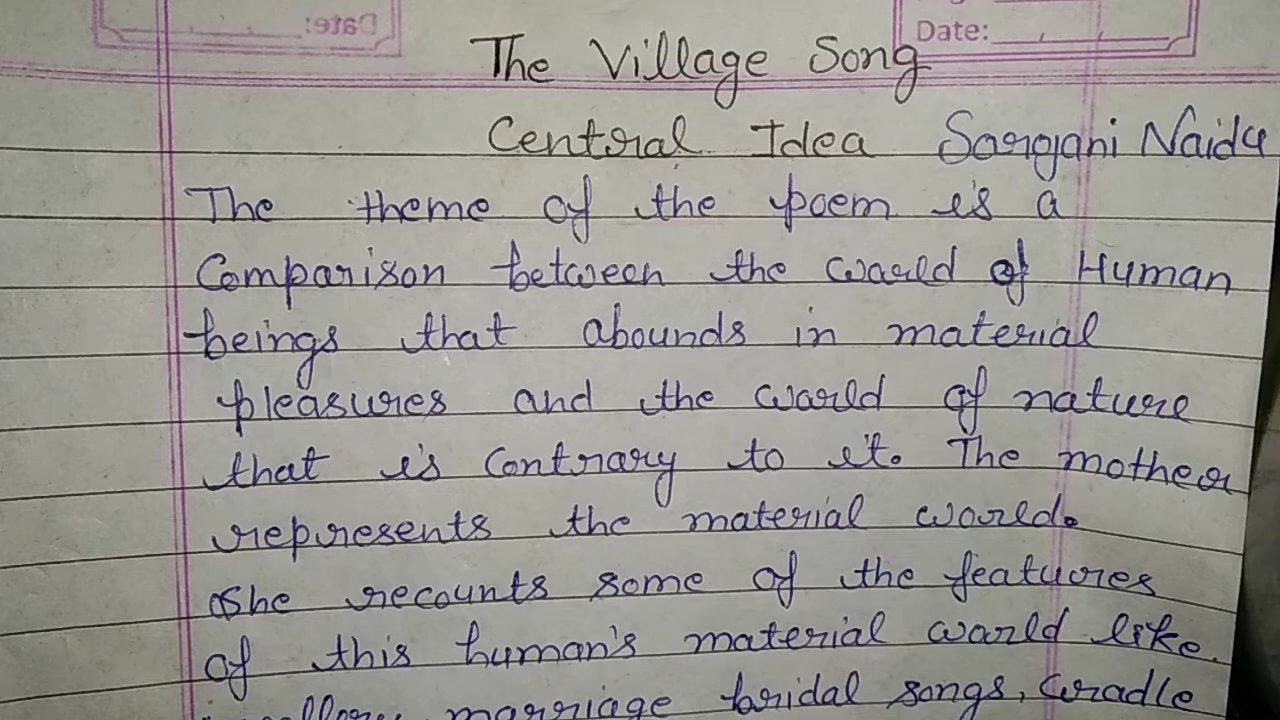 Date:
The Village Song
Central Idea Sarojani Naidu
The theme of the poem is a
Comparison between the world of Human
beings that abounds in material
pleasures and the world of nature
that is contrary to it. The mother
represents the material world.
She recounts some of the features
of this human's material world like
marriage bridal songs, cradle